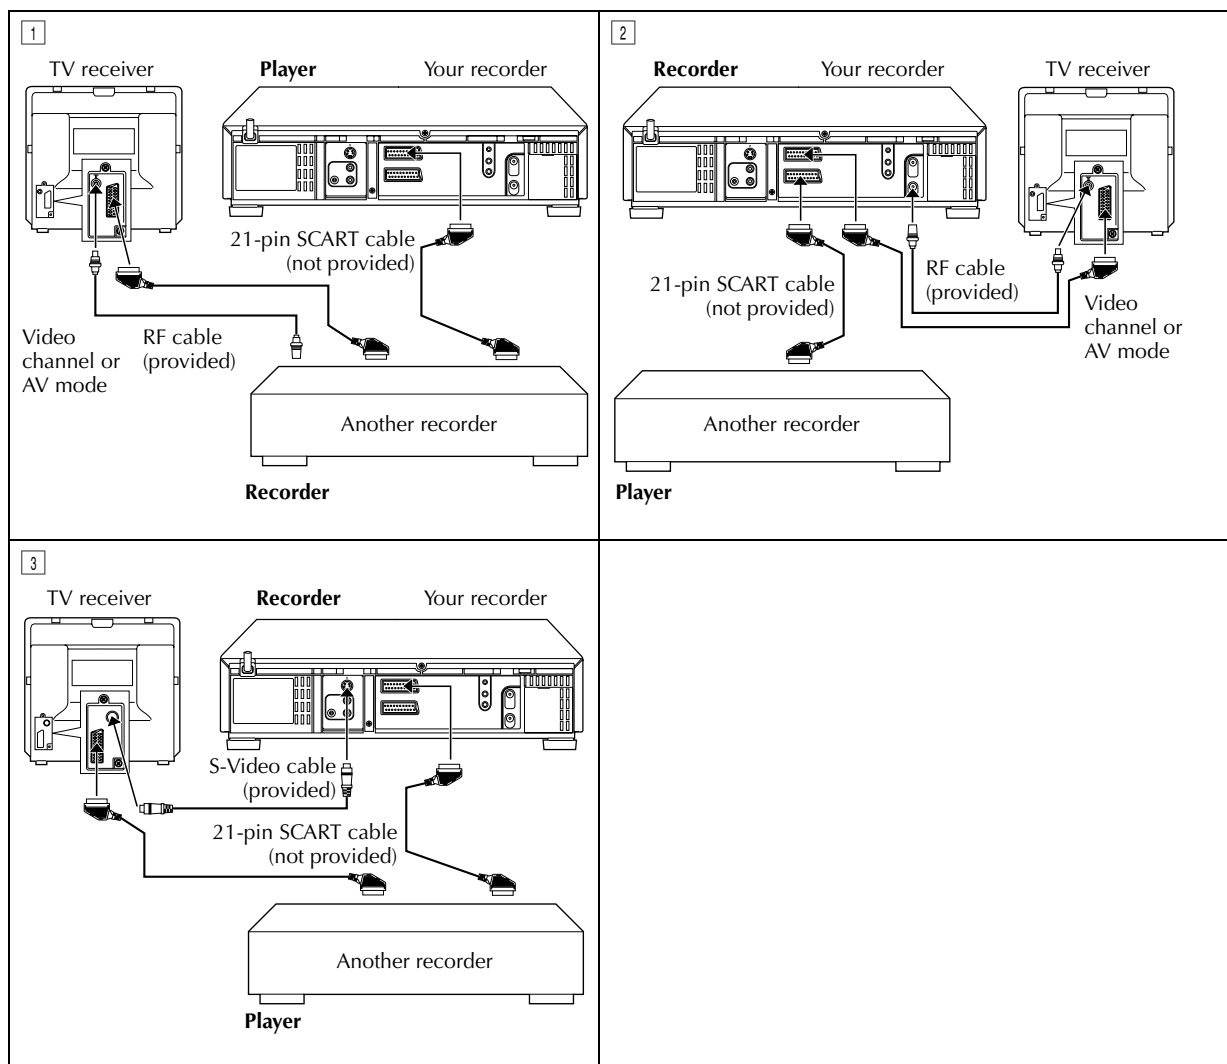 1
TV receiver
Player
Your recorder
21-pin SCART cable
(not provided)
Video
channel or
AV mode
RF cable
(provided)
Another recorder
Recorder
2
Recorder
Your recorder
TV receiver
21-pin SCART cable
(not provided)
RF cable
(provided)
Video
channel or
AV mode
Another recorder
Player
3
TV receiver
Recorder
Your recorder
S-Video cable
(provided)
21-pin SCART cable
(not provided)
Another recorder
Player